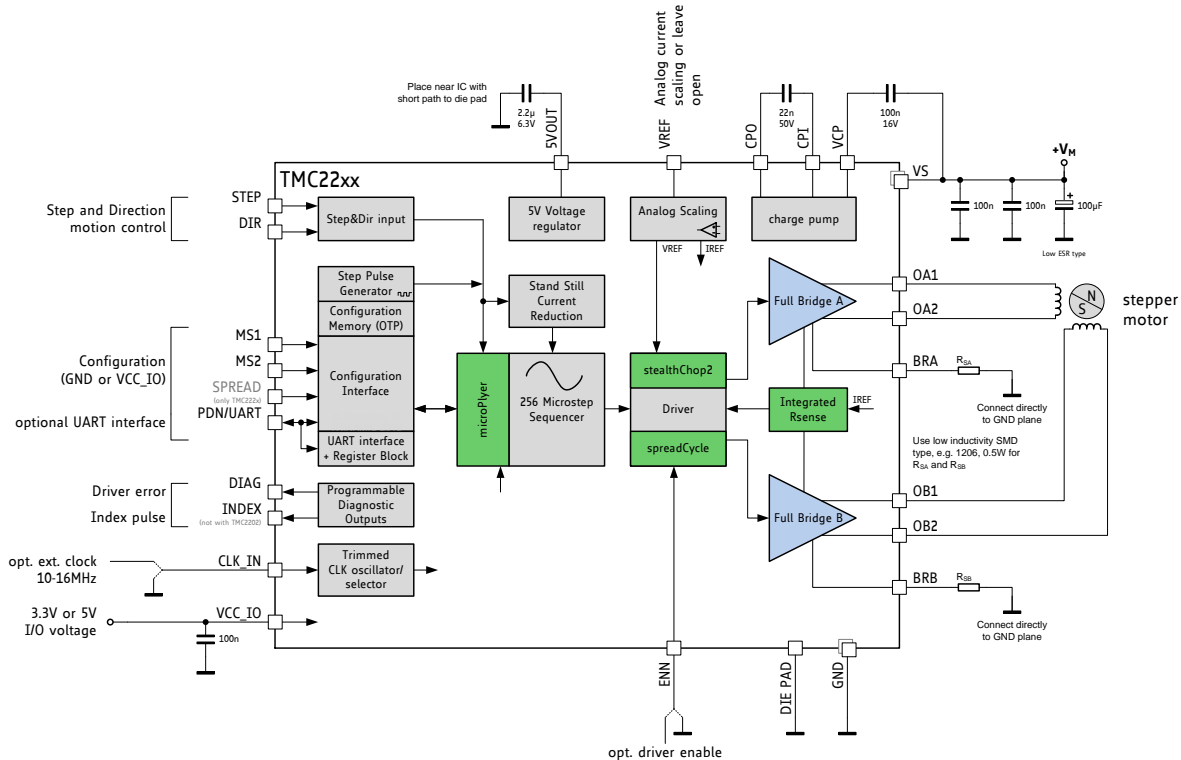 Place near IC with
short path to die pad
2.2µ
6.3V
5VOUT
VREF
Analog current
scaling or leave
open
CPO
22n
50V
CPI
VCP
100n
16V
+VM
VS
100n
100n
+
100µF
Low ESR type
TMC22xx
Step and Direction
motion control
STEP
DIR
Step&Dir input
5V Voltage
regulator
Analog Scaling
VREF
IREF
charge pump
Step Pulse
Generator
Configuration
Memory (OTP)
Stand Still
Current
Reduction
Full Bridge A
OA1
OA2
N
S
stepper
motor
Configuration
(GND or VCC_IO)
optional UART interface
MS1
MS2
SPREAD
(only TMC222x)
PDN/UART
Configuration
Interface
UART interface
+ Register Block
microPlyer
256 Microstep
Sequencer
stealthChop2
Driver
spreadCycle
Integrated
Rsense
IREF
BRA
RSA
Connect directly
to GND plane
Use low inductivity SMD
type, e.g. 1206, 0.5W for
RSA and RSB
Driver error
Index pulse
DIAG
INDEX
(not with TMC2202)
Programmable
Diagnostic
Outputs
Full Bridge B
OB1
OB2
opt. ext. clock
10-16MHz
CLK_IN
Trimmed
CLK oscillator/
selector
BRB
RSB
Connect directly
to GND plane
3.3V or 5V
I/O voltage
VCC_IO
100n
ENN
opt. driver enable
DIE PAD
GND